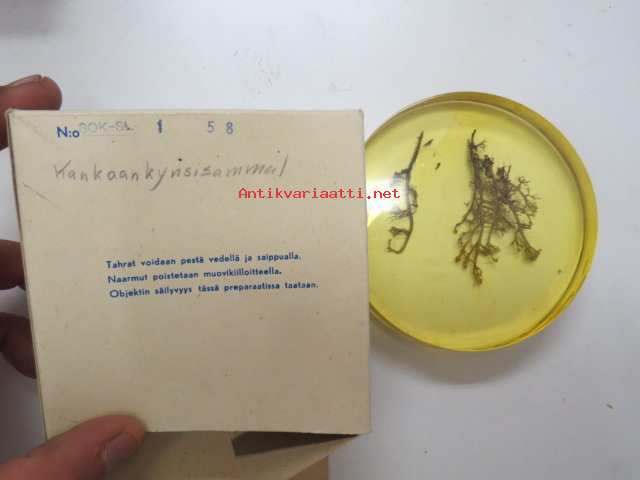 N:o SOK-SL 1 58
Kankaankynsisammal
Antikvariaatti.net
Tahrat voidaan pestä vedellä ja saippualla.
Naarmut poistetaan muovikiilloitteella.
Objektin säilyvyys tässä preparaatissa taataan.